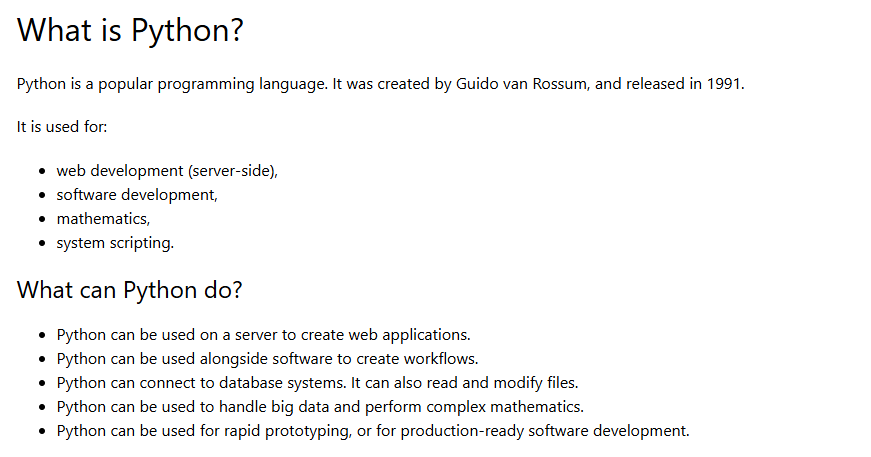 What is Python?
Python is a popular programming language. It was created by Guido van Rossum, and released in 1991.
It is used for:
• web development (server-side),
• software development,
• mathematics,
• system scripting.
What can Python do?
• Python can be used on a server to create web applications.
• Python can be used alongside software to create workflows.
• Python can connect to database systems. It can also read and modify files.
• Python can be used to handle big data and perform complex mathematics.
• Python can be used for rapid prototyping, or for production-ready software development.